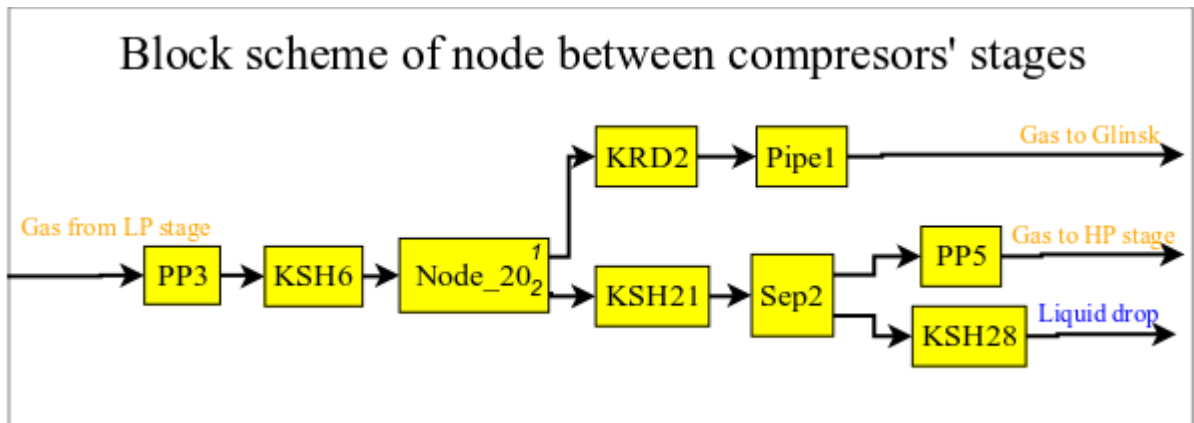 Block scheme of node between compresors' stages
Gas to Glinsk
KRD2
Pipe1
Gas from LP stage
Gas to HP stage
PP3
KSH6
Node_20
1
2
KSH21
Sep2
PP5
Liquid drop
KSH28